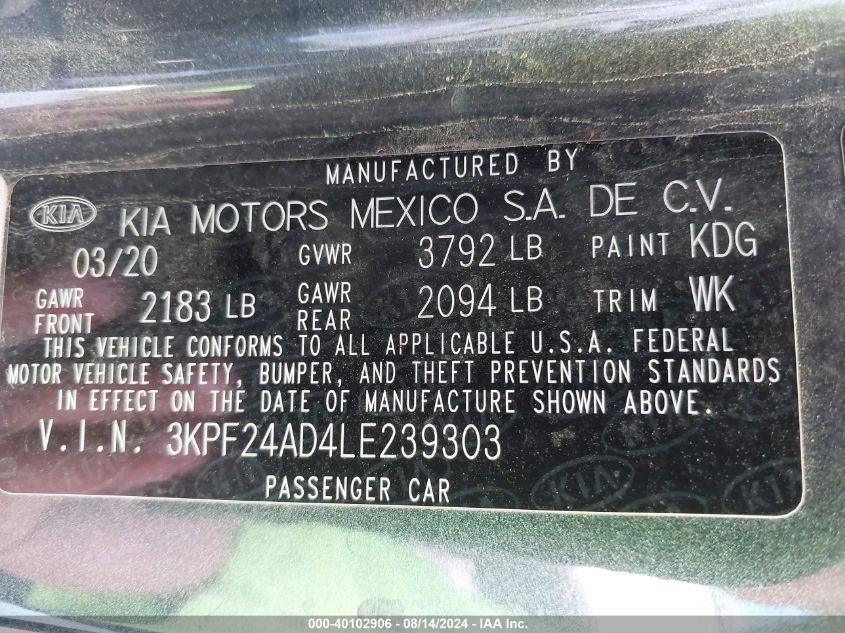 MANUFACTURED BY
KIA KIA MOTORS MEXICO S.A. DE C.V.
03/20 GVWR 3792 LB PAINT KDG
GAWR FRONT 2183 LB GAWR REAR 2094 LB TRIM WK
THIS VEHICLE CONFORMS TO ALL APPLICABLE U.S.A. FEDERAL
MOTOR VEHICLE SAFETY, BUMPER, AND THEFT PREVENTION STANDARDS
IN EFFECT ON THE DATE OF MANUFACTURE SHOWN ABOVE.
V.I.N. 3KPF24AD4LE239303
PASSENGER CAR
000-40102906 - 08/14/2024 - © IAA Inc.